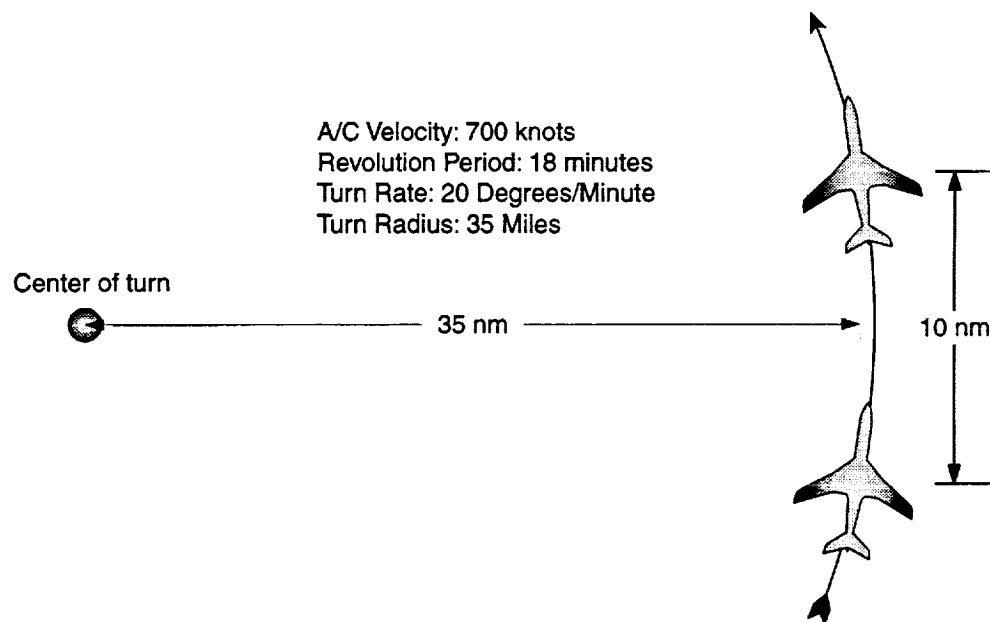 A/C Velocity: 700 knots
Revolution Period: 18 minutes
Turn Rate: 20 Degrees/Minute
Turn Radius: 35 Miles
Center of turn
35 nm
10 nm